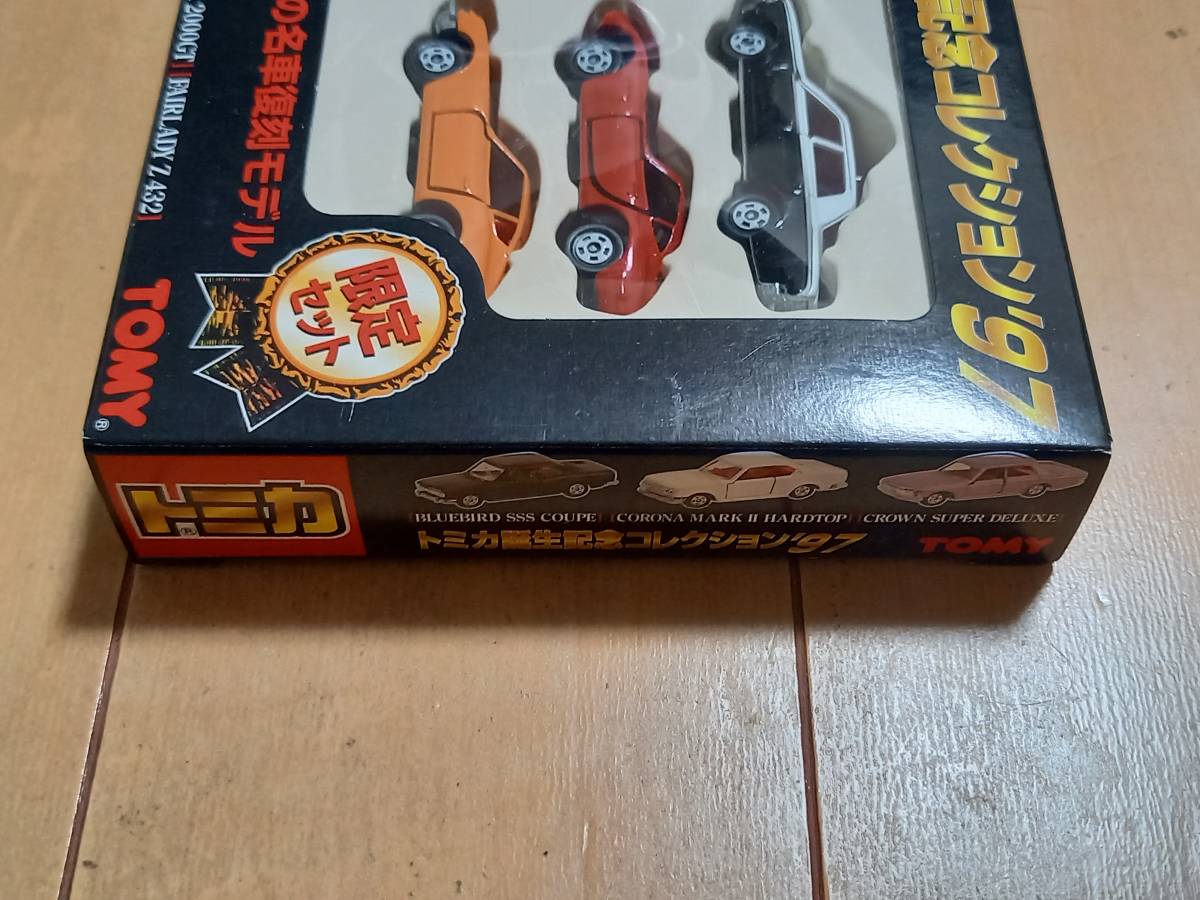 記念コレクション'97
の名車復刻モデル
2000GT] [FAIRLADY Z 432]
限定
セット
TOMY®
トミカ®
[BLUEBIRD SSS COUPE] [CORONA MARK II HARDTOP] [CROWN SUPER DELUXE]
トミカ誕生記念コレクション'97
TOMY